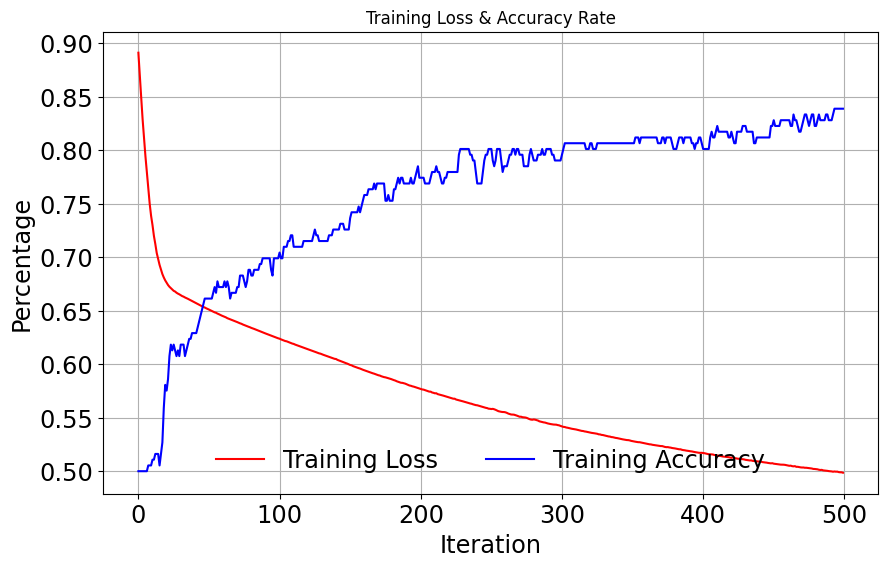 Training Loss & Accuracy Rate
0.90
0.85
0.80
0.75
0.70
0.65
0.60
0.55
0.50
Percentage
Training Loss Training Accuracy
0 100 200 300 400 500
Iteration